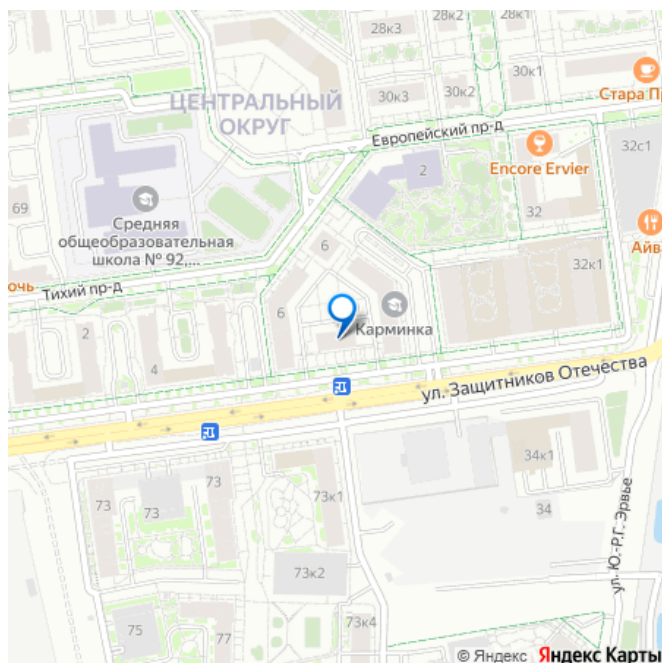 28к3
28к1
30к3
30к2
30к1
Стара П
ЦЕНТРАЛЬНЫЙ
ОКРУГ
Европейский пр-д
32с1
Encore Ervier
2
69
Средняя
общеобразовательная
школа № 92,...
32
Айва
6
32к1
очь
Тихий пр-д
6
Карминка
2
4
ул. Защитников Отечества
34к1
73
73
73
73к1
34
ул. Ю.-Р.Г. Эрвье
73к2
75
77
73к4
© Яндекс Яндекс Карты